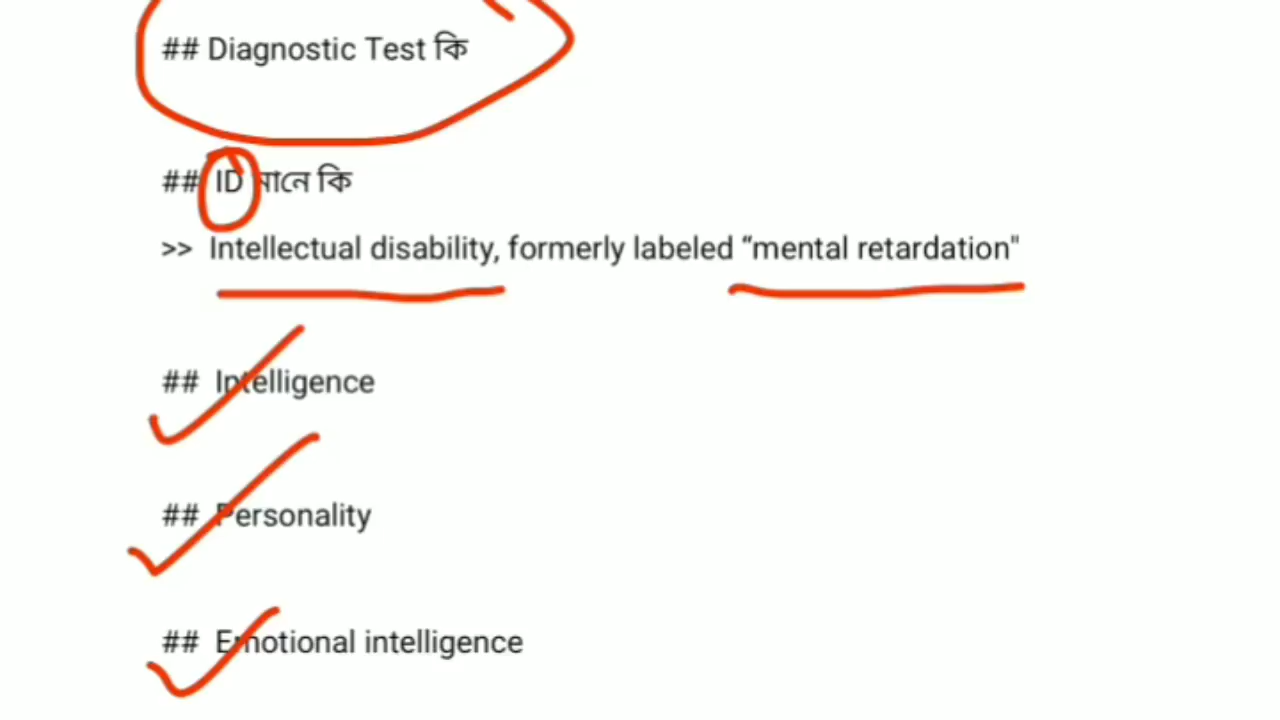 ## Diagnostic Test কি
## ID মানে কি
>> Intellectual disability, formerly labeled “mental retardation"
## Intelligence
## Personality
## Emotional intelligence